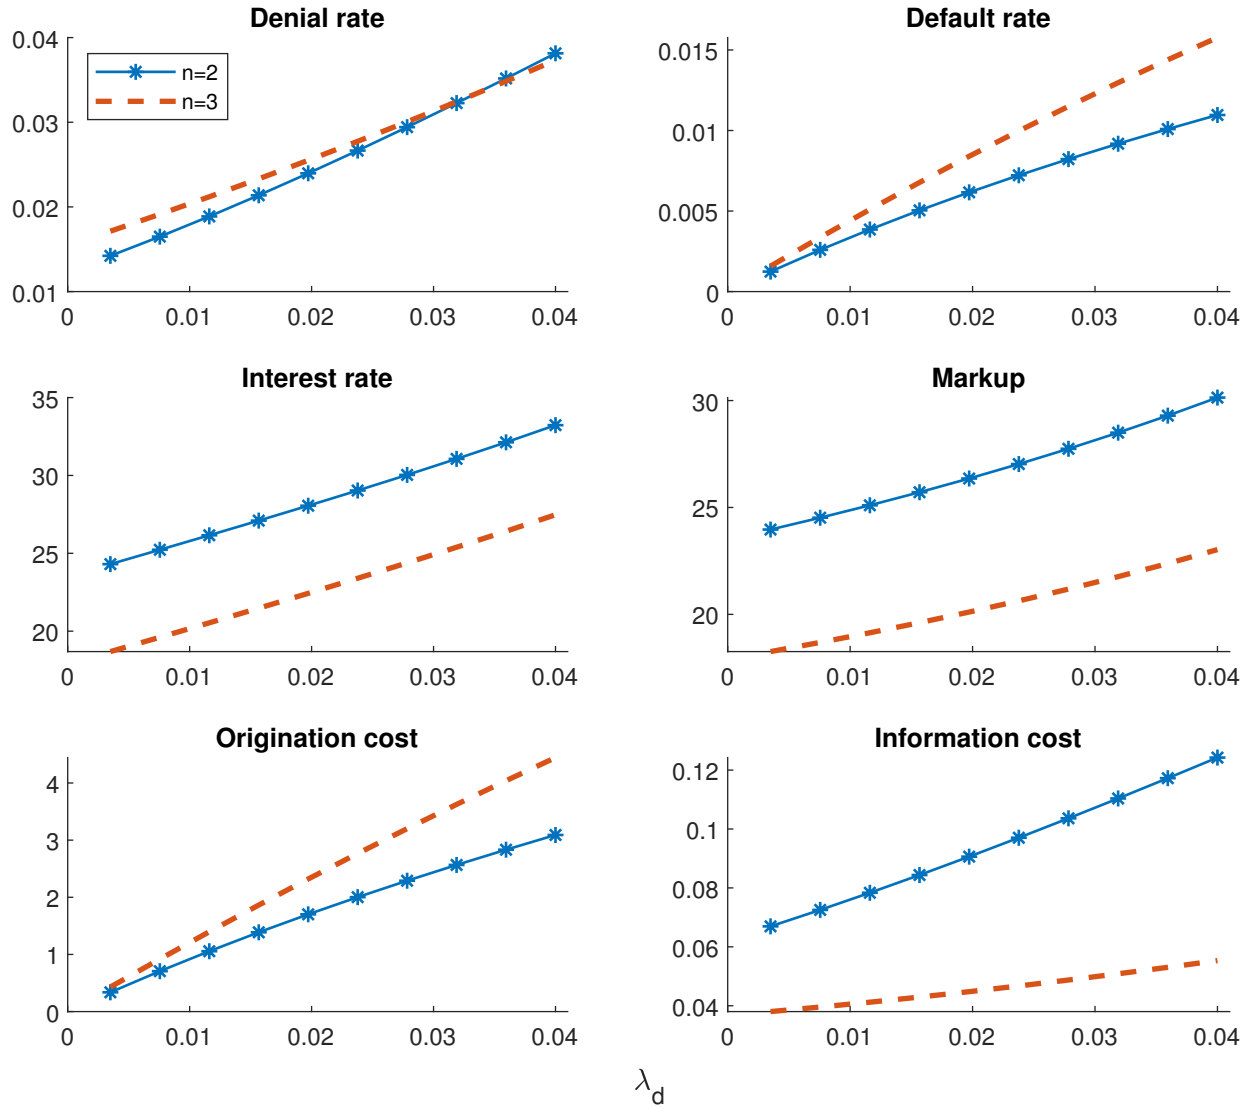 Denial rate
0.04
0.03
0.02
0.01
n=2
n=3
0 0.01 0.02 0.03 0.04
Default rate
0.015
0.01
0.005
0
0 0.01 0.02 0.03 0.04
Interest rate
35
30
25
20
0 0.01 0.02 0.03 0.04
Markup
30
25
20
0 0.01 0.02 0.03 0.04
Origination cost
4
3
2
1
0
0 0.01 0.02 0.03 0.04
Information cost
0.12
0.1
0.08
0.06
0.04
0 0.01 0.02 0.03 0.04
λ_d